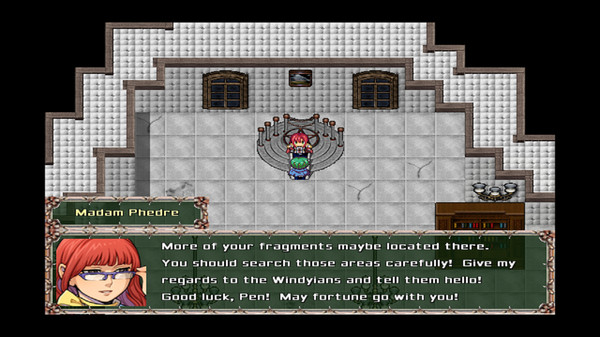 Madam Phedre
More of your fragments maybe located there.
You should search those areas carefully! Give my
regards to the Windyians and tell them hello!
Good luck, Pen! May fortune go with you!